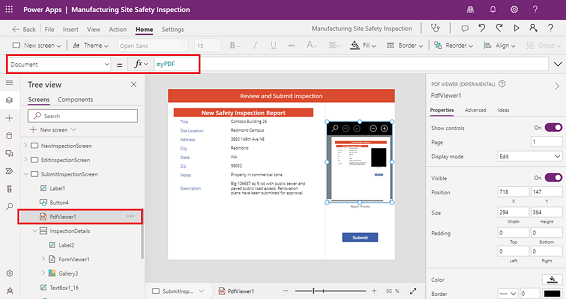 Power Apps | Manufacturing Site Safety Inspection
Back File Insert View Action Home Settings Manufacturing Site Safety Inspection
New screen Theme Open Sans 13 B Fill Border Reorder Align Group
Document = fx myPDF
Tree view
Screens Components
Search
New screen
NewInspectionScreen
EditInspectionScreen
SubmitInspectionScreen
Label1
Button4
PdfViewer1
InspectionDetails
Label2
FormViewer1
Gallery3
TextBox1_16
Review and Submit Inspection
New Safety Inspection Report
Title Contoso Building 26
Site Location Redmond Campus
Address 3850 148th Ave NE
City Redmond
State WA
Zip 98052
Notes Property in commercial zone
Description Big 106687 sq ft lot with public sewer and
paved public road access. Renovation
plans have been submitted for approval.
Submit
SubmitInsp... PdfViewer1 50 %
PDF VIEWER (EXPERIMENTAL)
PdfViewer1
Properties Advanced Ideas
Show controls On
Page 1
Display mode Edit
Visible On
Position 718 147
X Y
Size 294 364
Width Height
Padding 0 0
Top Bottom
0 0
Left Right
Color
Border 0